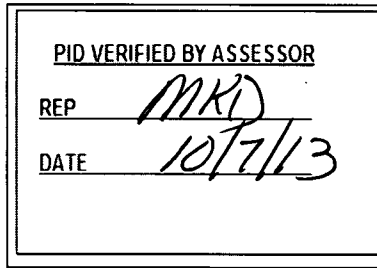 PID VERIFIED BY ASSESSOR
REP MKD
DATE 10/7/13